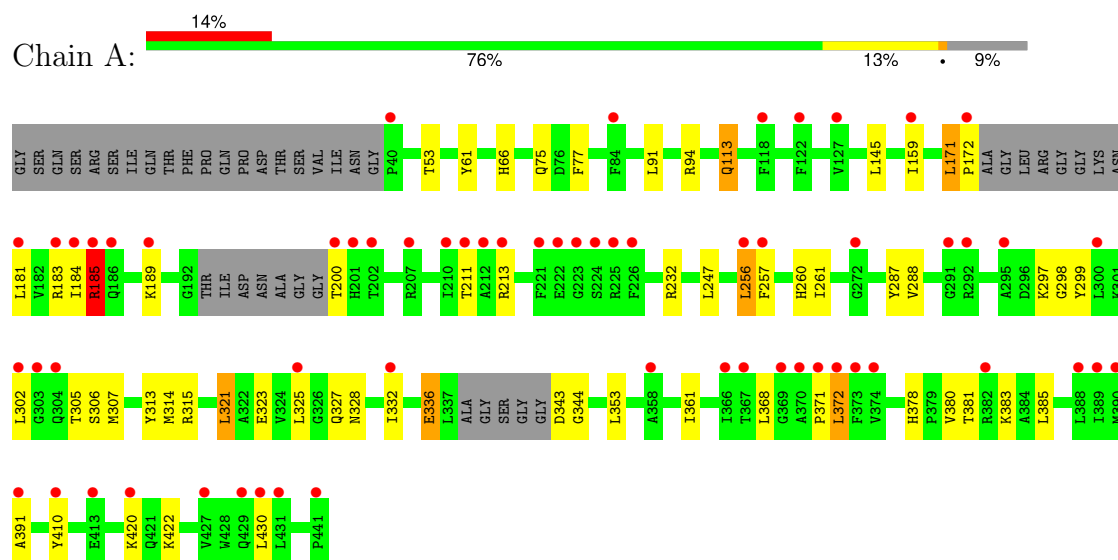 14%
Chain A:
76% 13% • 9%
GLY SER GLN SER ARG SER SER ILE GLN THR PHE PRO GLN PRO ASP THR SER VAL ILE ASN GLY P40 T53 Y61 H66 Q75 D76 F77 F84 L91 R94 Q113 F118 F122 V127 L145 I159 L171 P172 ALA GLY LEU ARG GLY GLY LYS ASN
L181 V182 R183 I184 R185 Q186 K189 G192 THR ILE ASP ASN ALA GLY GLY T200 H201 T202 R207 I210 T211 A212 R213 F221 E222 G223 S224 R225 F226 R232 L247 L256 F257 H260 I261 G272 Y287 V288 G291 R292 A295 D296 K297 G298 Y299 L300 K301
L302 G303 Q304 T305 S306 M307 Y313 M314 R315 L321 A322 E323 V324 L325 G326 Q327 N328 I332 E336 L337 ALA GLY SER GLY GLY D343 G344 L353 A358 I361 I366 T367 L368 G369 A370 P371 L372 F373 V374 H378 P379 V380 T381 R382 K383 A384 L385 L388 I389 M390
A391 Y410 E413 K420 Q421 K422 V427 W428 Q429 L430 L431 P441